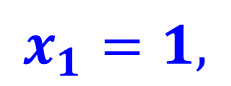 x₁ = 1,